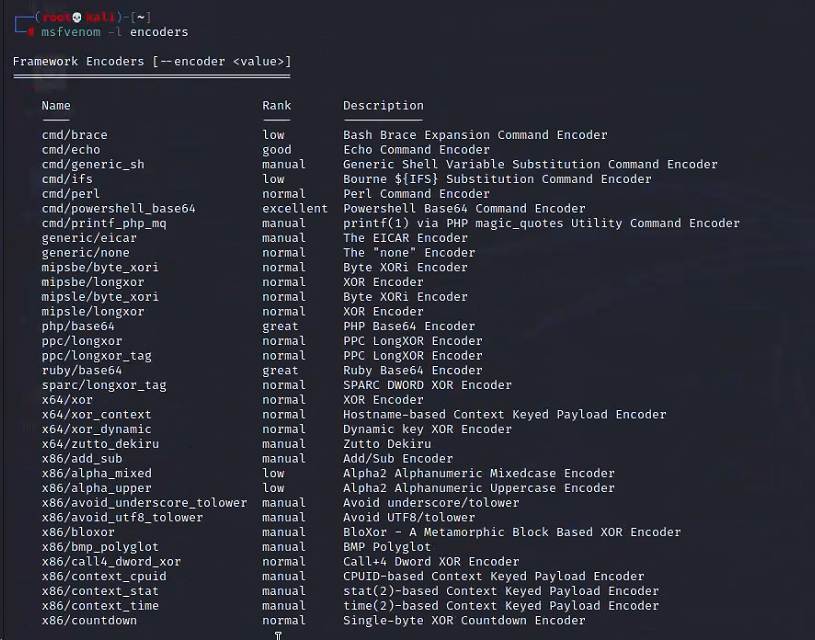 (root💀kali)-[~]
# msfvenom -l encoders
Framework Encoders [--encoder <value>]
Name Rank Description
cmd/brace low Bash Brace Expansion Command Encoder
cmd/echo good Echo Command Encoder
cmd/generic_sh manual Generic Shell Variable Substitution Command Encoder
cmd/ifs low Bourne ${IFS} Substitution Command Encoder
cmd/perl normal Perl Command Encoder
cmd/powershell_base64 excellent Powershell Base64 Command Encoder
cmd/printf_php_mq manual printf(1) via PHP magic_quotes Utility Command Encoder
generic/eicar manual The EICAR Encoder
generic/none normal The "none" Encoder
mipsbe/byte_xori normal Byte XORi Encoder
mipsbe/longxor normal XOR Encoder
mipsle/byte_xori normal Byte XORi Encoder
mipsle/longxor normal XOR Encoder
php/base64 great PHP Base64 Encoder
ppc/longxor normal PPC LongXOR Encoder
ppc/longxor_tag normal PPC LongXOR Encoder
ruby/base64 great Ruby Base64 Encoder
sparc/longxor_tag normal SPARC DWORD XOR Encoder
x64/xor normal XOR Encoder
x64/xor_context normal Hostname-based Context Keyed Payload Encoder
x64/xor_dynamic normal Dynamic key XOR Encoder
x64/zutto_dekiru manual Zutto Dekiru
x86/add_sub manual Add/Sub Encoder
x86/alpha_mixed low Alpha2 Alphanumeric Mixedcase Encoder
x86/alpha_upper low Alpha2 Alphanumeric Uppercase Encoder
x86/avoid_underscore_tolower manual Avoid underscore/tolower
x86/avoid_utf8_tolower manual Avoid UTF8/tolower
x86/bloxor manual BloXor - A Metamorphic Block Based XOR Encoder
x86/bmp_polyglot manual BMP Polyglot
x86/call4_dword_xor normal Call+4 Dword XOR Encoder
x86/context_cpuid manual CPUID-based Context Keyed Payload Encoder
x86/context_stat manual stat(2)-based Context Keyed Payload Encoder
x86/context_time manual time(2)-based Context Keyed Payload Encoder
x86/countdown normal Single-byte XOR Countdown Encoder